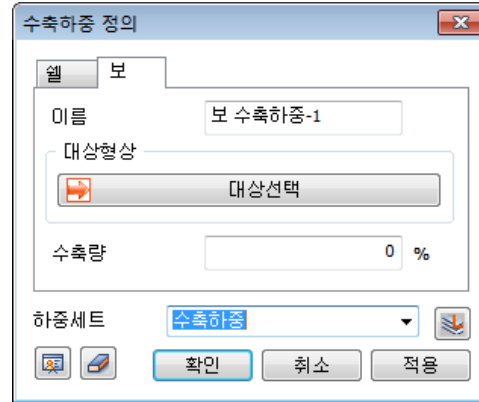 수축하중 정의
쉘 보
이름 보 수축하중-1
대상형상
대상선택
수축량 0 %
하중세트 수축하중
확인 취소 적용